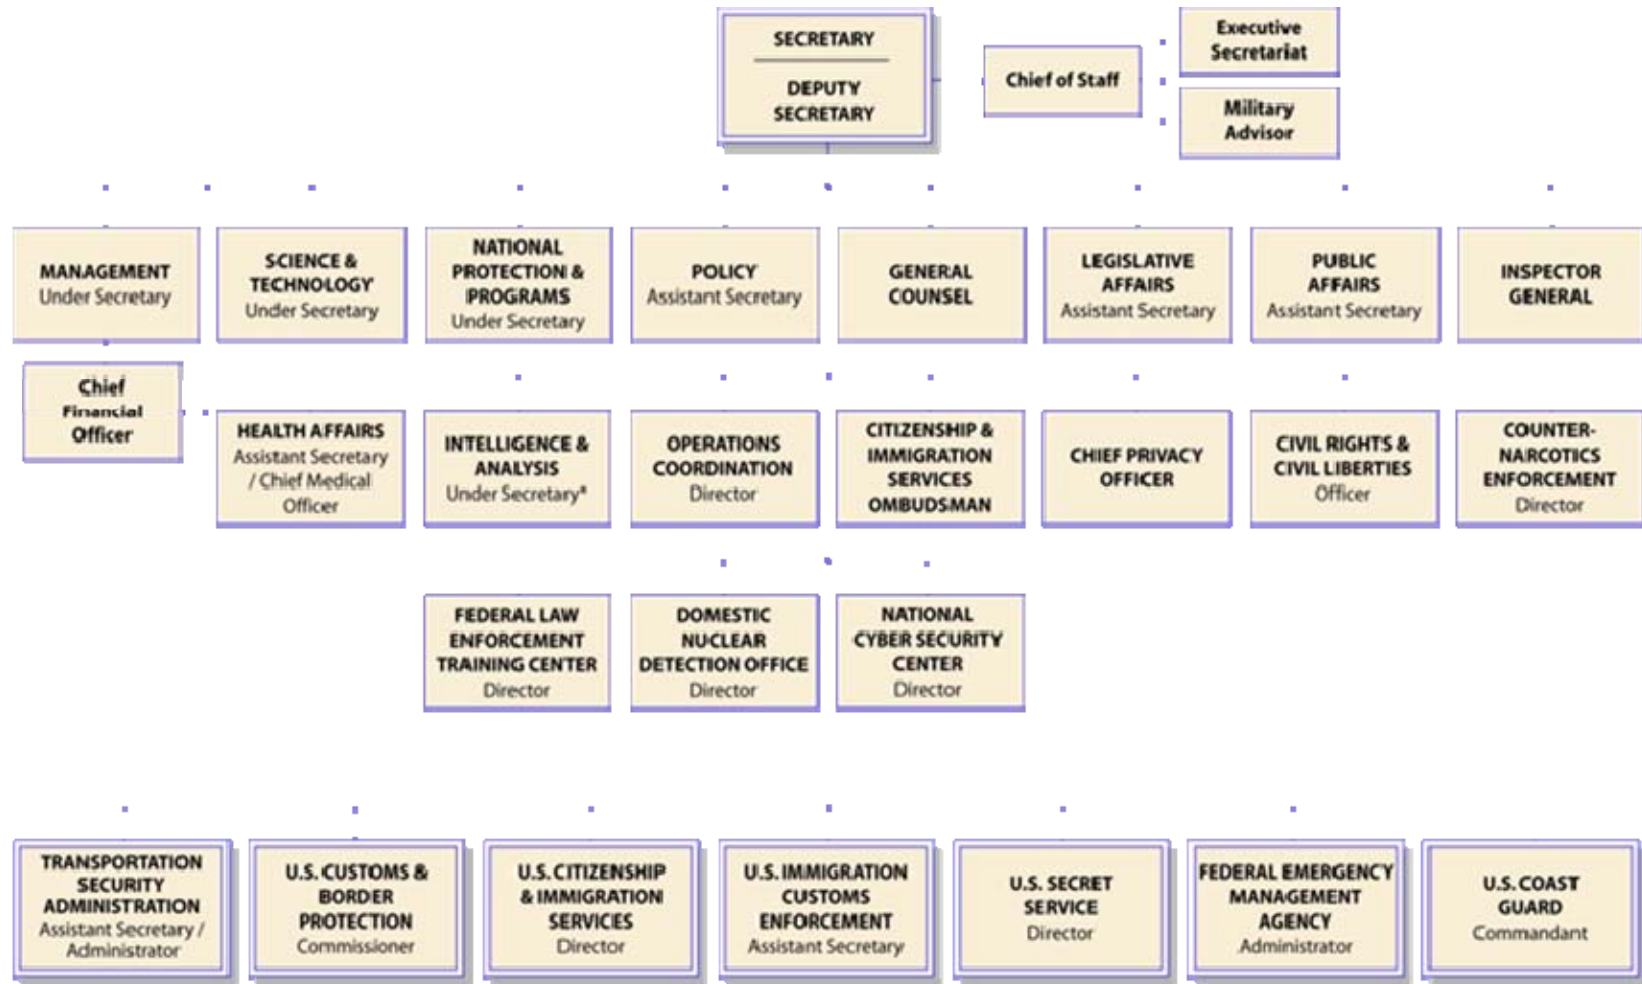 SECRETARY
DEPUTY
SECRETARY
Chief of Staff
Executive
Secretariat
Military
Advisor
MANAGEMENT
Under Secretary
SCIENCE &
TECHNOLOGY
Under Secretary
NATIONAL
PROTECTION &
PROGRAMS
Under Secretary
POLICY
Assistant Secretary
GENERAL
COUNSEL
LEGISLATIVE
AFFAIRS
Assistant Secretary
PUBLIC
AFFAIRS
Assistant Secretary
INSPECTOR
GENERAL
Chief
Financial
Officer
HEALTH AFFAIRS
Assistant Secretary
/ Chief Medical
Officer
INTELLIGENCE &
ANALYSIS
Under Secretary*
OPERATIONS
COORDINATION
Director
CITIZENSHIP &
IMMIGRATION
SERVICES
OMBUDSMAN
CHIEF PRIVACY
OFFICER
CIVIL RIGHTS &
CIVIL LIBERTIES
Officer
COUNTER-
NARCOTICS
ENFORCEMENT
Director
FEDERAL LAW
ENFORCEMENT
TRAINING CENTER
Director
DOMESTIC
NUCLEAR
DETECTION OFFICE
Director
NATIONAL
CYBER SECURITY
CENTER
Director
TRANSPORTATION
SECURITY
ADMINISTRATION
Assistant Secretary /
Administrator
U.S. CUSTOMS &
BORDER
PROTECTION
Commissioner
U.S. CITIZENSHIP
& IMMIGRATION
SERVICES
Director
U.S. IMMIGRATION
CUSTOMS
ENFORCEMENT
Assistant Secretary
U.S. SECRET
SERVICE
Director
FEDERAL EMERGENCY
MANAGEMENT
AGENCY
Administrator
U.S. COAST
GUARD
Commandant